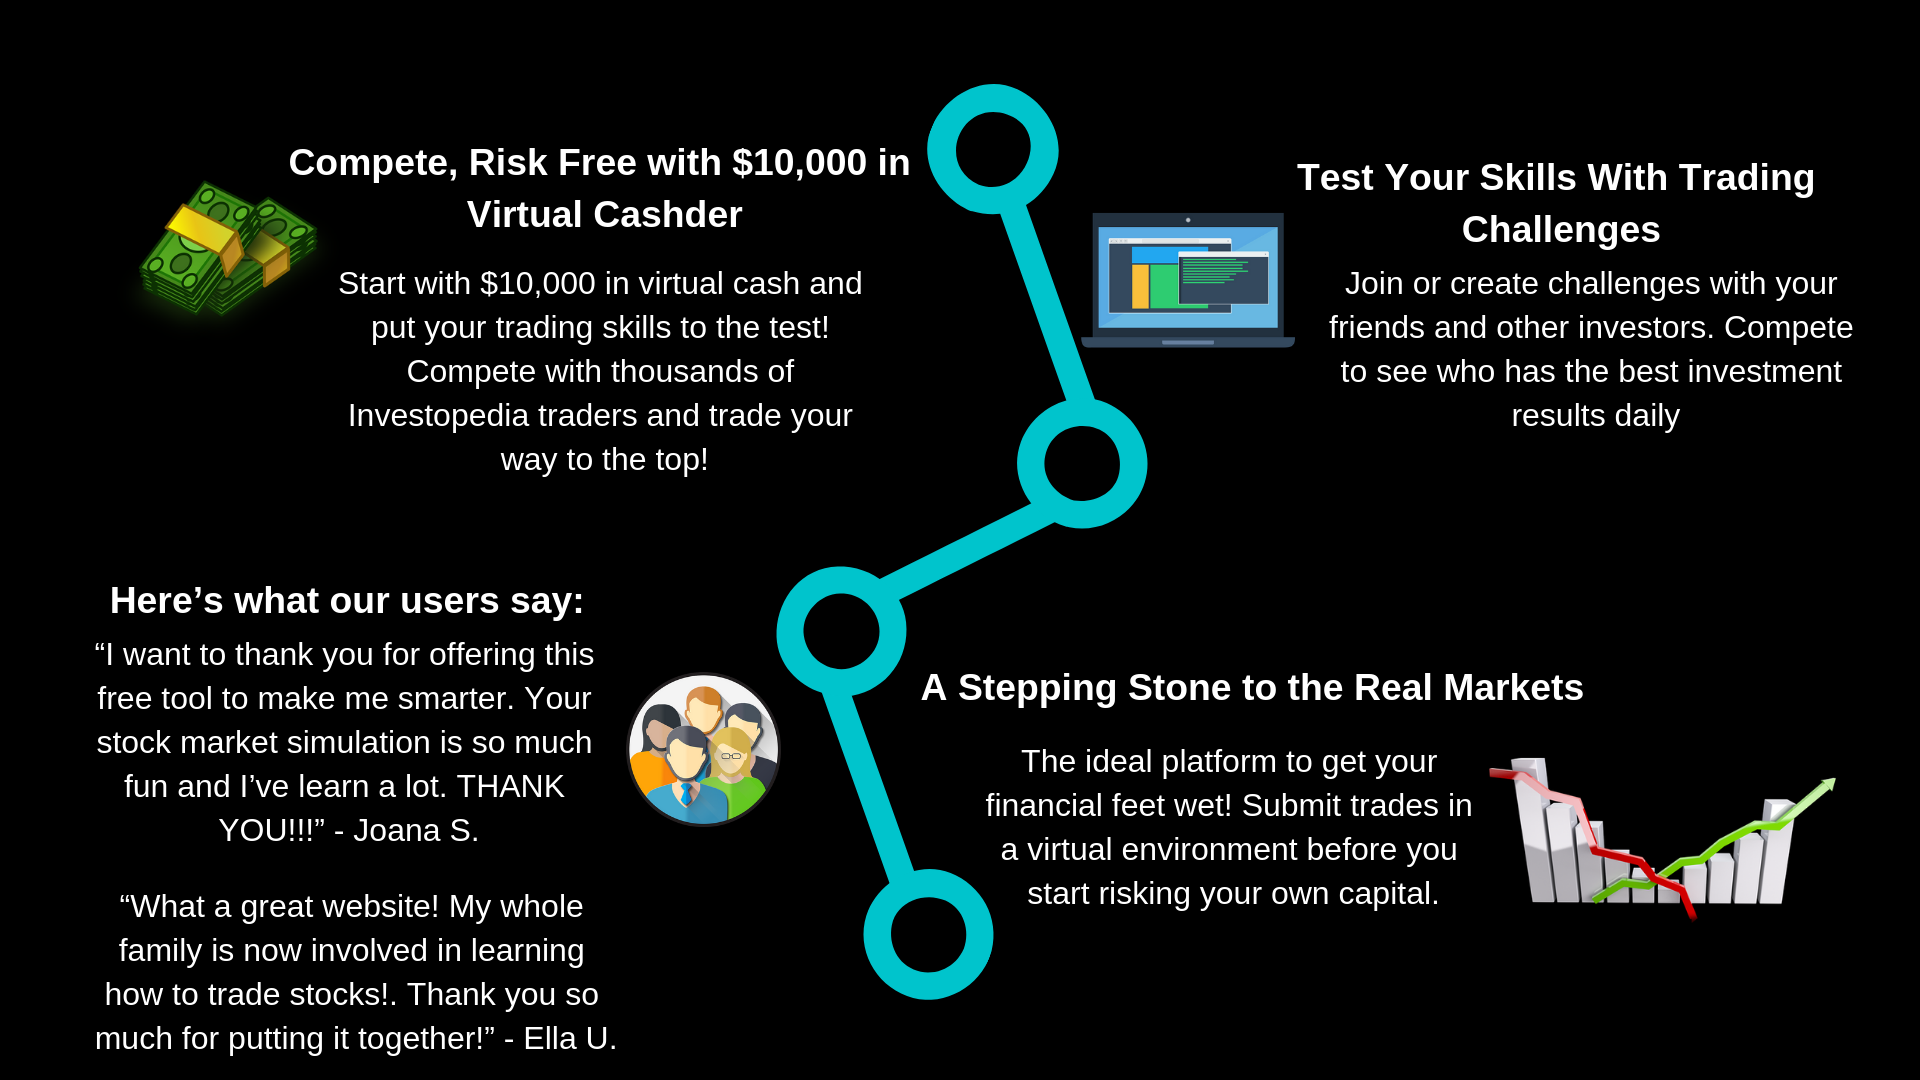 Compete, Risk Free with $10,000 in
Virtual Cashder
Start with $10,000 in virtual cash and
put your trading skills to the test!
Compete with thousands of
Investopedia traders and trade your
way to the top!
Test Your Skills With Trading
Challenges
Join or create challenges with your
friends and other investors. Compete
to see who has the best investment
results daily
Here’s what our users say:
“I want to thank you for offering this
free tool to make me smarter. Your
stock market simulation is so much
fun and I’ve learn a lot. THANK
YOU!!!” - Joana S.
“What a great website! My whole
family is now involved in learning
how to trade stocks!. Thank you so
much for putting it together!” - Ella U.
A Stepping Stone to the Real Markets
The ideal platform to get your
financial feet wet! Submit trades in
a virtual environment before you
start risking your own capital.